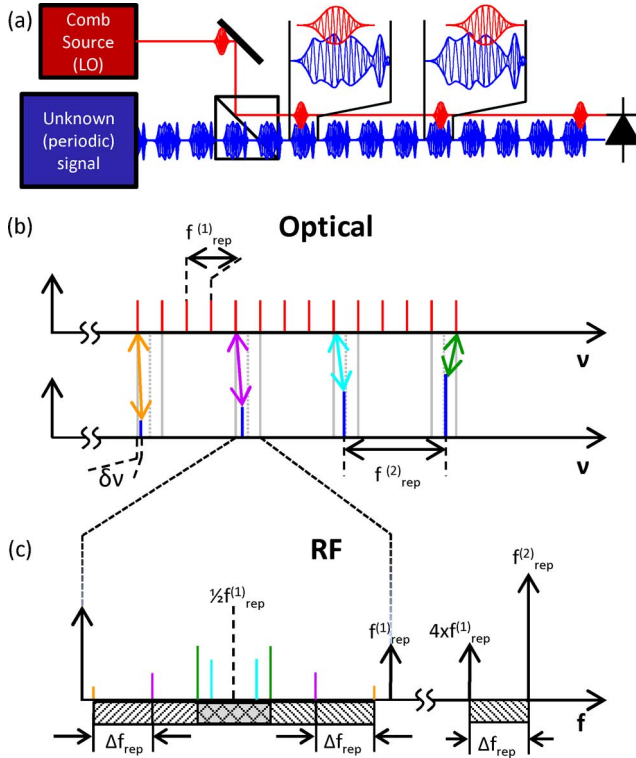 (a)
Comb
Source
(LO)
Unknown
(periodic)
signal
(b)
Optical
f⁽¹⁾rep
ν
ν
δν
f⁽²⁾rep
(c)
RF
½f⁽¹⁾rep
f⁽¹⁾rep
4xf⁽¹⁾rep
f⁽²⁾rep
f
Δfrep
Δfrep
Δfrep